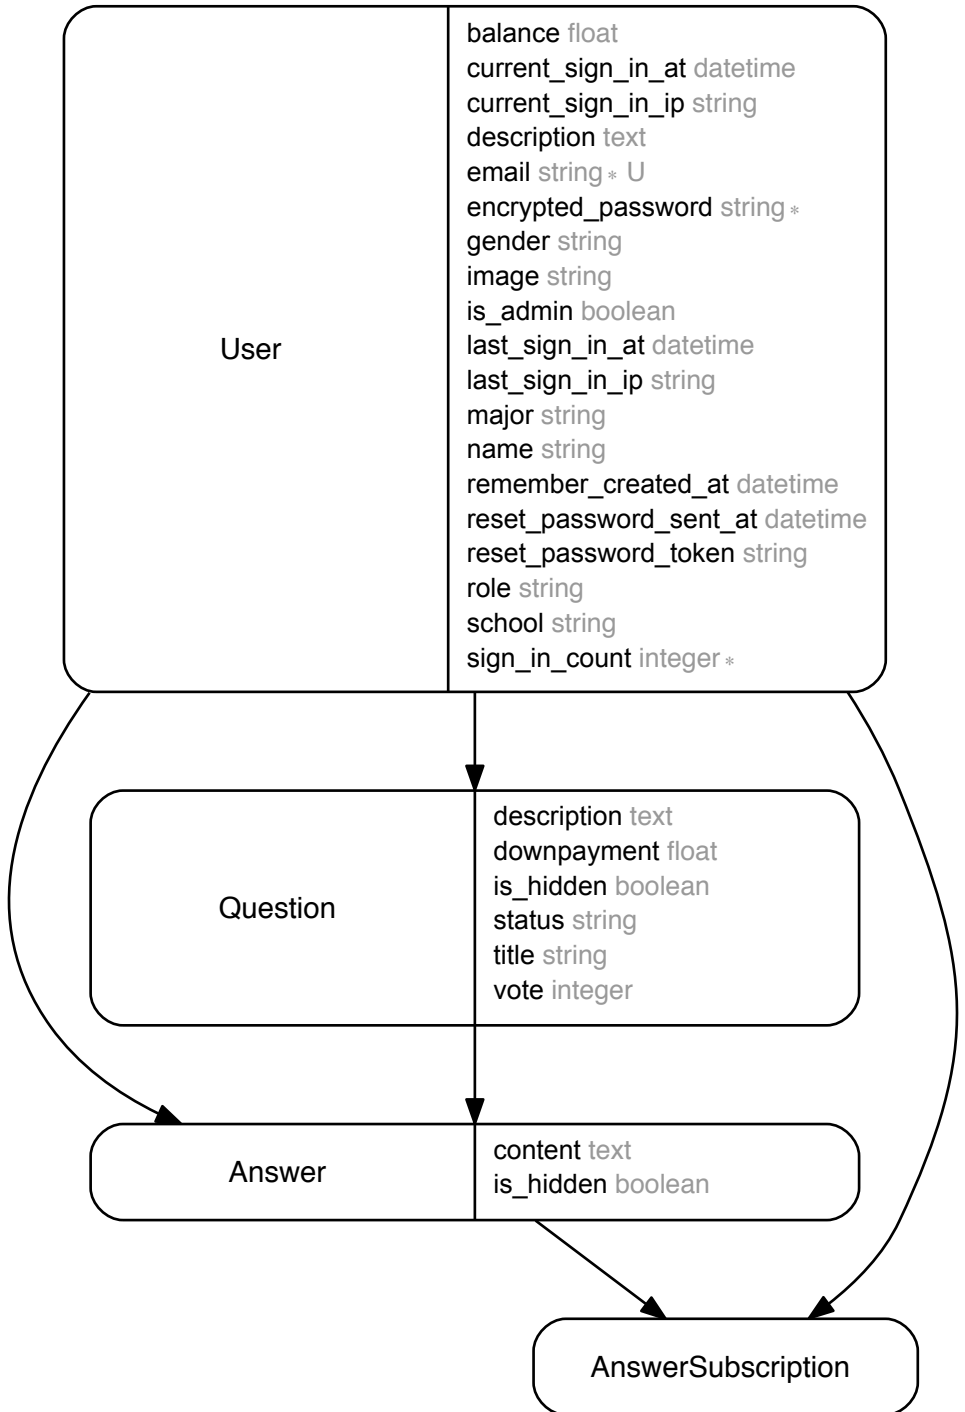 User
balance float
current_sign_in_at datetime
current_sign_in_ip string
description text
email string * U
encrypted_password string *
gender string
image string
is_admin boolean
last_sign_in_at datetime
last_sign_in_ip string
major string
name string
remember_created_at datetime
reset_password_sent_at datetime
reset_password_token string
role string
school string
sign_in_count integer *
Question
description text
downpayment float
is_hidden boolean
status string
title string
vote integer
Answer
content text
is_hidden boolean
AnswerSubscription